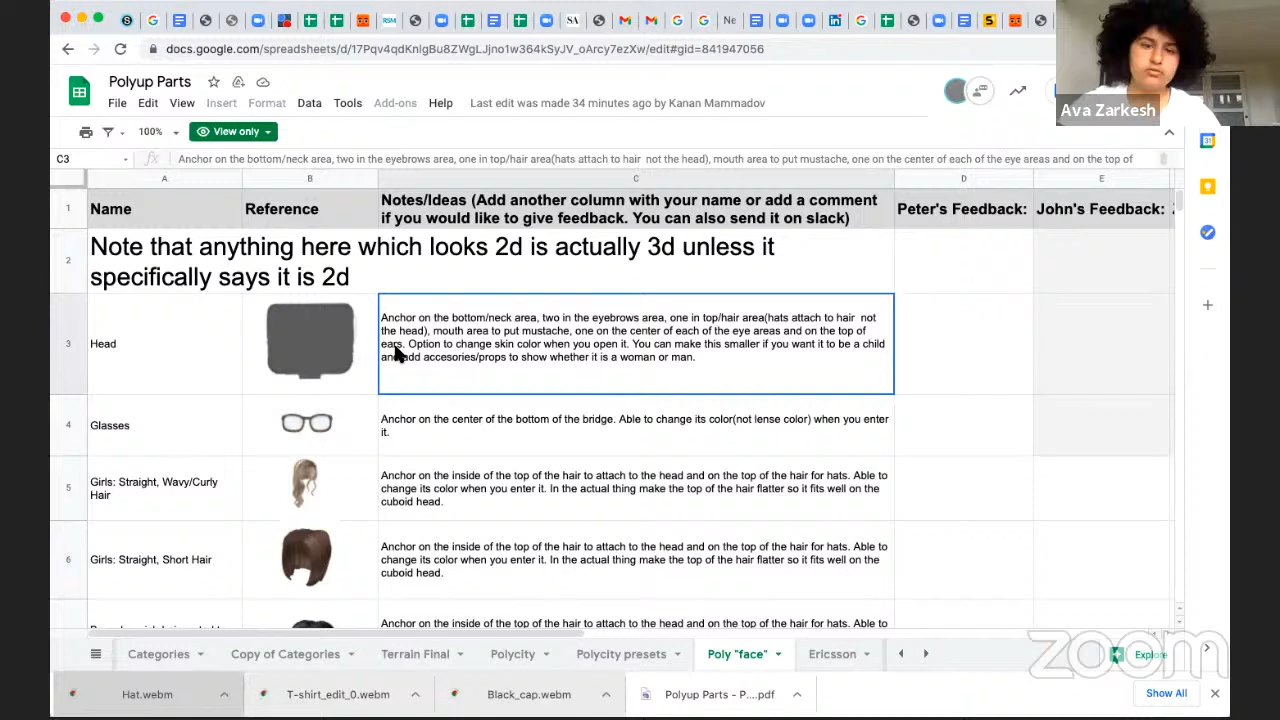 RSM
SA
Ne
docs.google.com/spreadsheets/d/17Pqv4qdKnIgBu8ZWgLJjno1w364kSyJV_oArcy7ezXw/edit#gid=841947056
Ava Zarkesh
Polyup Parts
File Edit View Insert Format Data Tools Add-ons Help Last edit was made 34 minutes ago by Kanan Mammadov
100% View only
C3 fx Anchor on the bottom/neck area, two in the eyebrows area, one in top/hair area(hats attach to hair not the head), mouth area to put mustache, one on the center of each of the eye areas and on the top of
A B C D E
1 Name Reference Notes/Ideas (Add another column with your name or add a comment
if you would like to give feedback. You can also send it on slack) Peter's Feedback: John's Feedback:
2 Note that anything here which looks 2d is actually 3d unless it
specifically says it is 2d
Anchor on the bottom/neck area, two in the eyebrows area, one in top/hair area(hats attach to hair not
the head), mouth area to put mustache, one on the center of each of the eye areas and on the top of
3 Head ears. Option to change skin color when you open it. You can make this smaller if you want it to be a child
and add accesories/props to show whether it is a woman or man.
4 Glasses Anchor on the center of the bottom of the bridge. Able to change its color(not lense color) when you enter
it.
5 Girls: Straight, Wavy/Curly
Hair
Anchor on the inside of the top of the hair to attach to the head and on the top of the hair for hats. Able to
change its color when you enter it. In the actual thing make the top of the hair flatter so it fits well on the
cuboid head.
6 Girls: Straight, Short Hair
Anchor on the inside of the top of the hair to attach to the head and on the top of the hair for hats. Able to
change its color when you enter it. In the actual thing make the top of the hair flatter so it fits well on the
cuboid head.
Anchor on the inside of the top of the hair to attach to the head and on the top of the hair for hats. Able to
Categories Copy of Categories Terrain Final Polycity Polycity presets Poly "face" Ericsson Explore
zoom
Hat.webm T-shirt_edit_0.webm Black_cap.webm Polyup Parts - P....pdf Show All